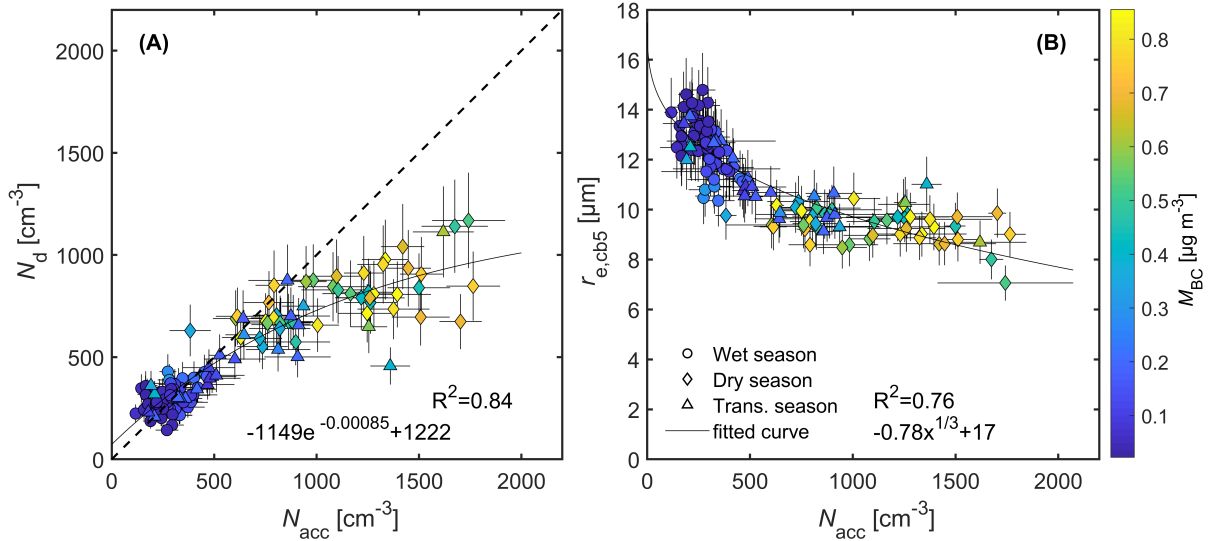 (A)
2000
1500
1000
500
0
N_d [cm^-3]
R^2=0.84
-1149e^-0.00085+1222
0 500 1000 1500 2000
N_acc [cm^-3]
(B)
18
16
14
12
10
8
6
4
2
0
r_e,cb5 [μm]
Wet season
Dry season
Trans. season
fitted curve
R^2=0.76
-0.78x^1/3+17
0 500 1000 1500 2000
N_acc [cm^-3]
0.8
0.7
0.6
0.5
0.4
0.3
0.2
0.1
M_BC [μg m^-3]